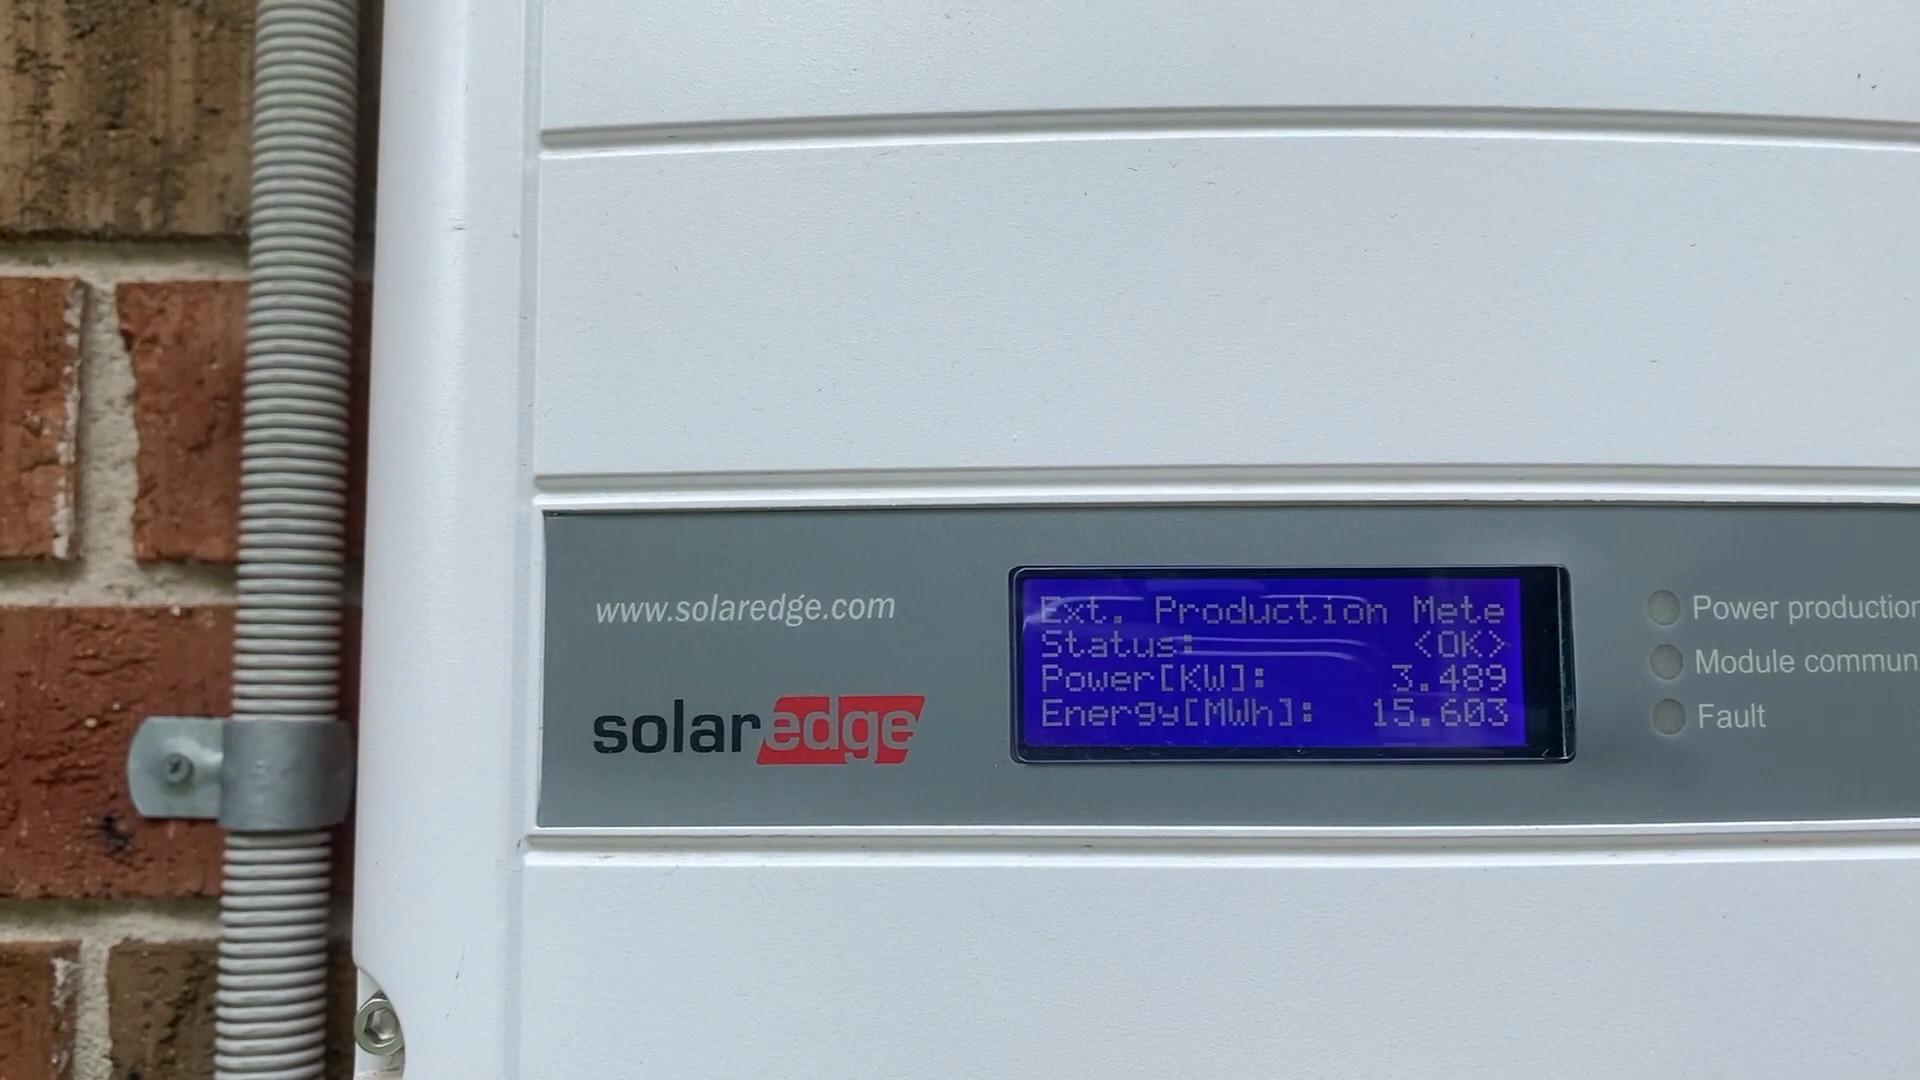 www.solaredge.com
solaredge
Ext. Production Mete
Status: <OK>
Power[KW]: 3.489
Energy[MWh]: 15.603
Power production
Module commun
Fault